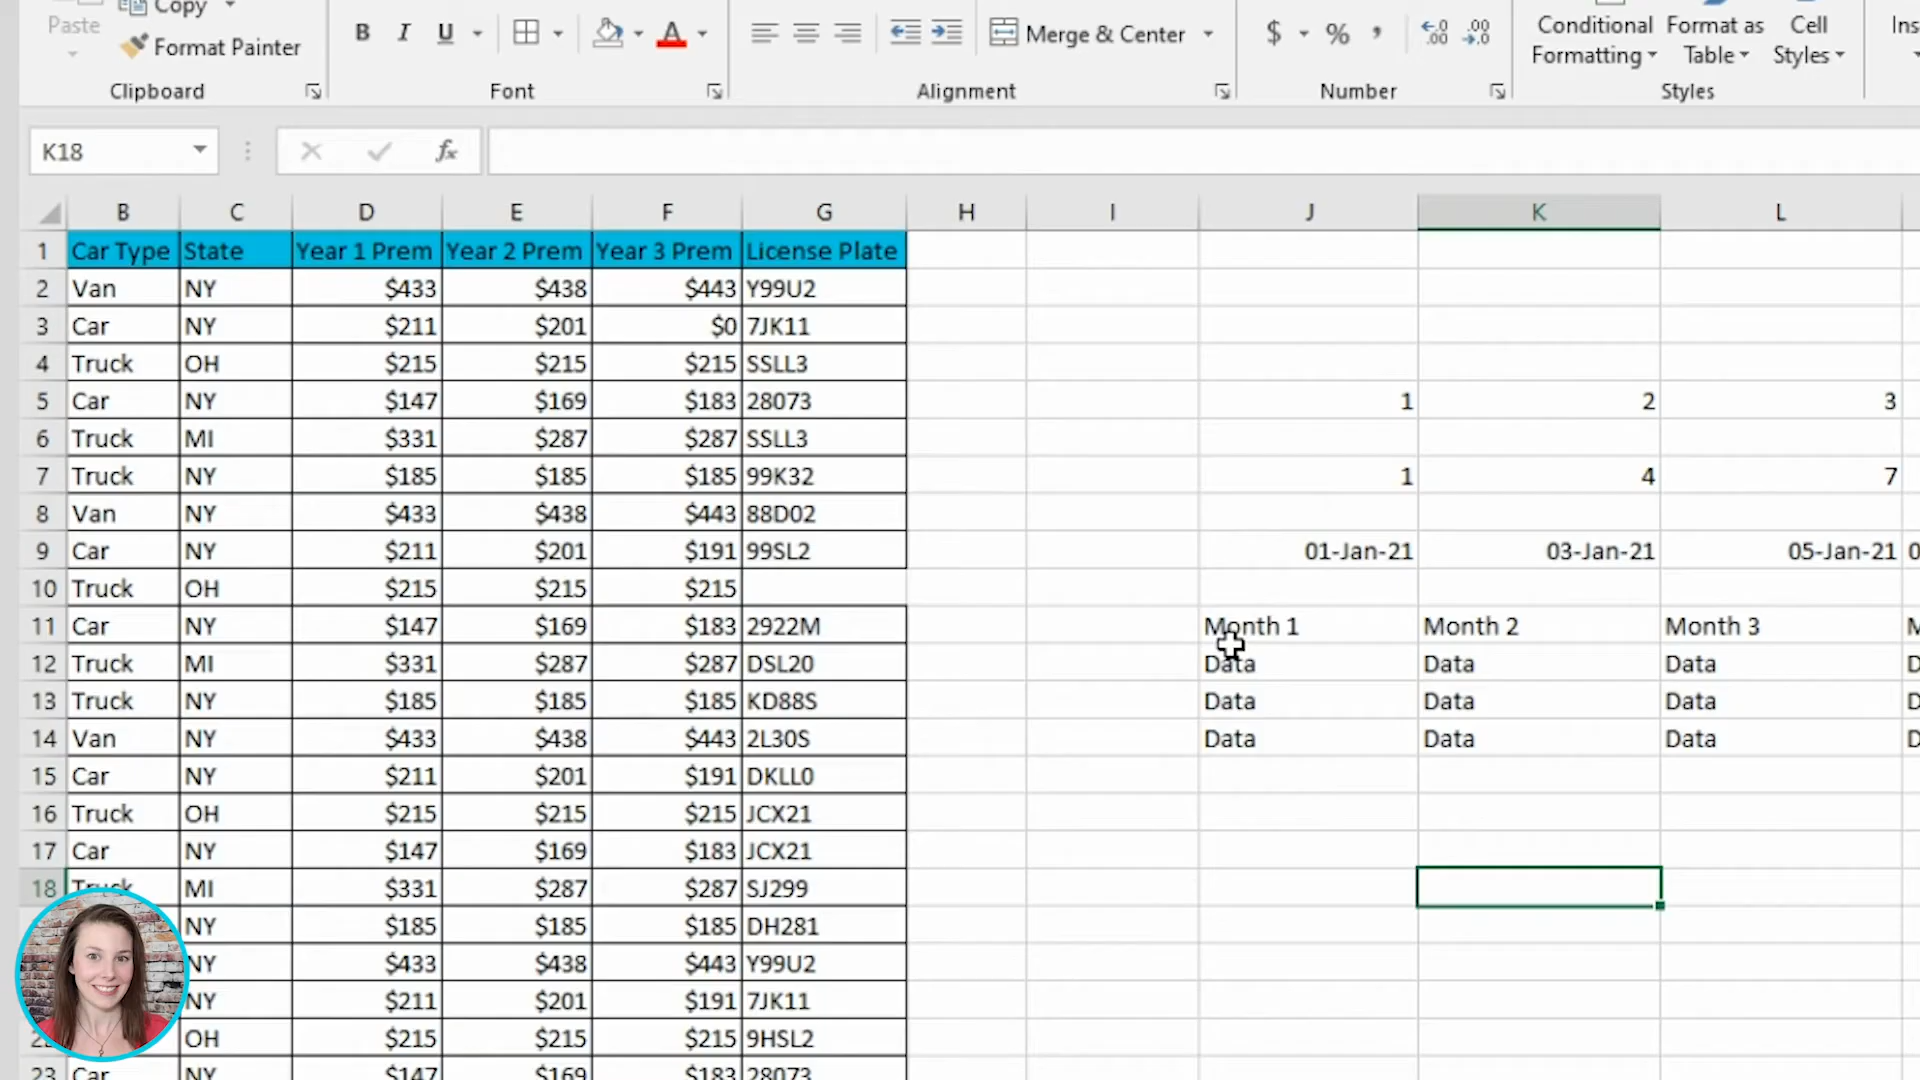 Paste Copy
Format Painter
B I U A Merge & Center $ % , .00 .00 Conditional Formatting Format as Table Cell Styles
Clipboard Font Alignment Number Styles
K18 fx
B C D E F G H I J K L
1 Car Type State Year 1 Prem Year 2 Prem Year 3 Prem License Plate
2 Van NY $433 $438 $443 Y99U2
3 Car NY $211 $201 $0 7JK11
4 Truck OH $215 $215 $215 SSLL3
5 Car NY $147 $169 $183 28073 1 2 3
6 Truck MI $331 $287 $287 SSLL3
7 Truck NY $185 $185 $185 99K32 1 4 7
8 Van NY $433 $438 $443 88D02
9 Car NY $211 $201 $191 99SL2 01-Jan-21 03-Jan-21 05-Jan-21
10 Truck OH $215 $215 $215
11 Car NY $147 $169 $183 2922M Month 1 Month 2 Month 3
12 Truck MI $331 $287 $287 DSL20 Data Data Data
13 Truck NY $185 $185 $185 KD88S Data Data Data
14 Van NY $433 $438 $443 2L30S Data Data Data
15 Car NY $211 $201 $191 DKLL0
16 Truck OH $215 $215 $215 JCX21
17 Car NY $147 $169 $183 JCX21
18 Truck MI $331 $287 $287 SJ299
NY $185 $185 $185 DH281
NY $433 $438 $443 Y99U2
NY $211 $201 $191 7JK11
OH $215 $215 $215 9HSL2
23 Car NY $147 $169 $183 28073